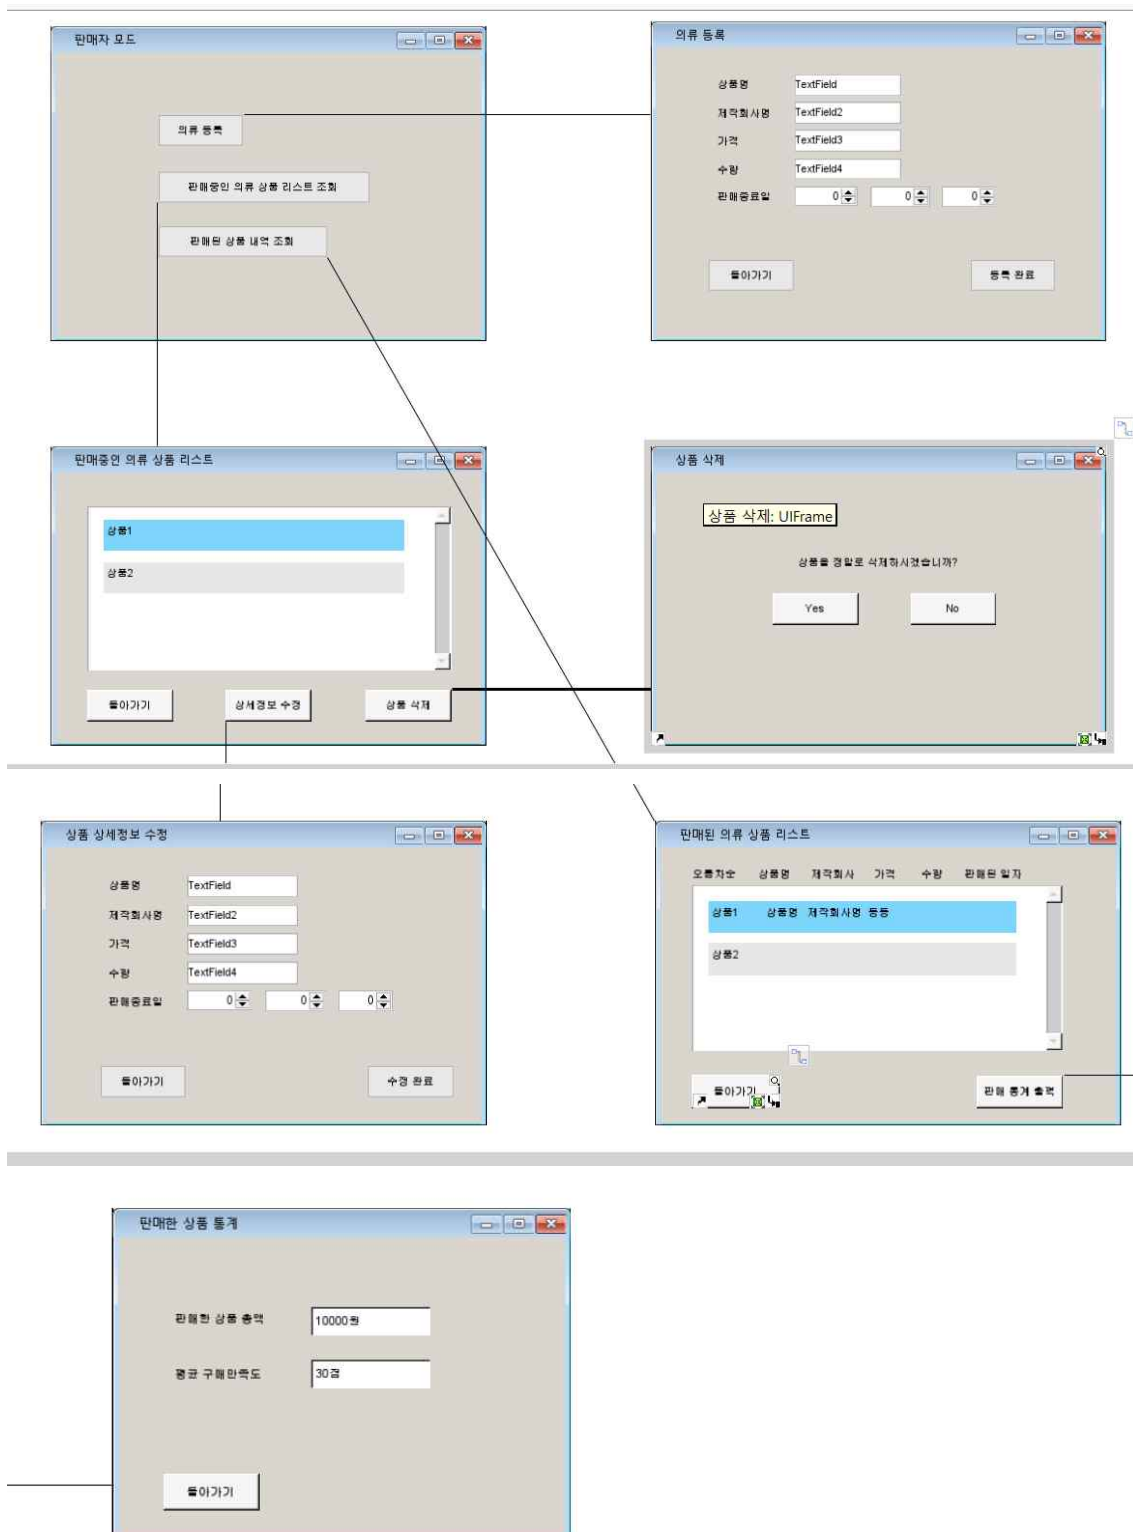 판매자 모드
의류 등록
판매중인 의류 상품 리스트 조회
판매된 상품 내역 조회
의류 등록
상품명 TextField
제작회사명 TextField2
가격 TextField3
수량 TextField4
판매종료일 0 0 0
돌아가기 등록 완료
판매중인 의류 상품 리스트
상품1
상품2
돌아가기 상세정보 수정 상품 삭제
상품 삭제
상품 삭제: UIFrame
상품을 정말로 삭제하시겠습니까?
Yes No
상품 상세정보 수정
상품명 TextField
제작회사명 TextField2
가격 TextField3
수량 TextField4
판매종료일 0 0 0
돌아가기 수정 완료
판매된 의류 상품 리스트
오름차순 상품명 제작회사 가격 수량 판매된 일자
상품1 상품명 제작회사명 등등
상품2
돌아가기 판매 통계 출력
판매한 상품 통계
판매한 상품 총액 10000원
평균 구매만족도 30점
돌아가기